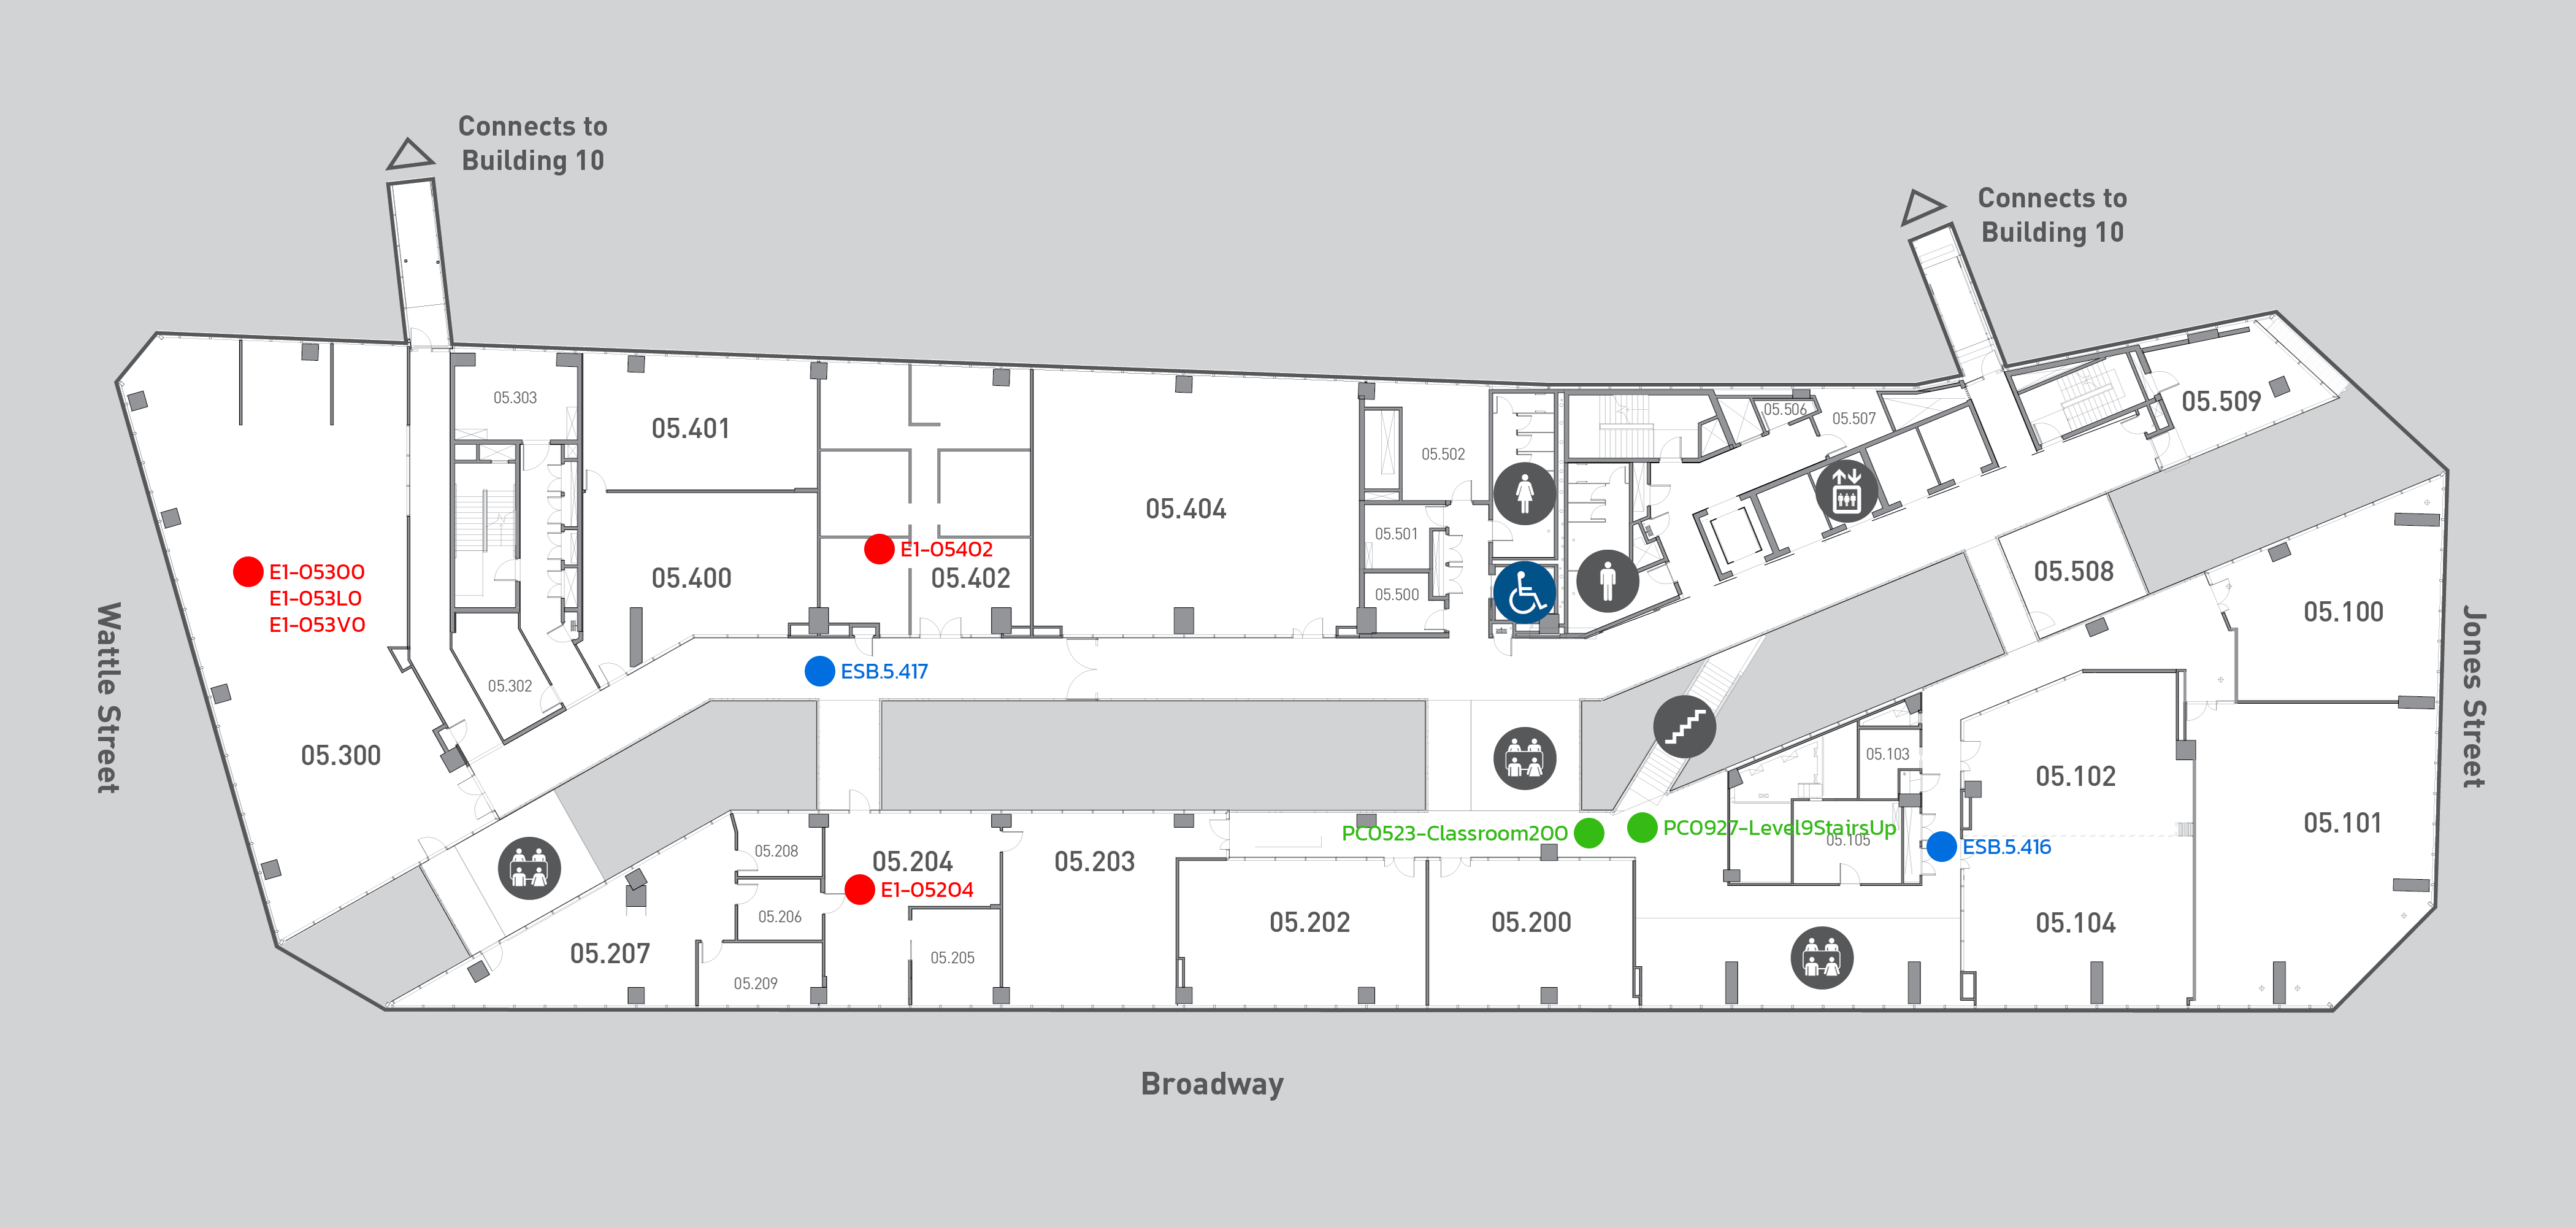 Connects to
Building 10
Connects to
Building 10
05.303
05.401
05.506
05.507
05.509
05.502
05.404
05.501
E1-05402
05.400
05.402
05.500
E1-05300
E1-053L0
E1-053V0
05.508
05.100
Wattle Street
Jones Street
ESB.5.417
05.302
05.300
05.103
05.102
05.101
PC0523-Classroom200
PC0927-Level9StairsUp
05.105
ESB.5.416
05.208
05.204
05.203
E1-05204
05.206
05.202
05.200
05.104
05.207
05.205
05.209
Broadway